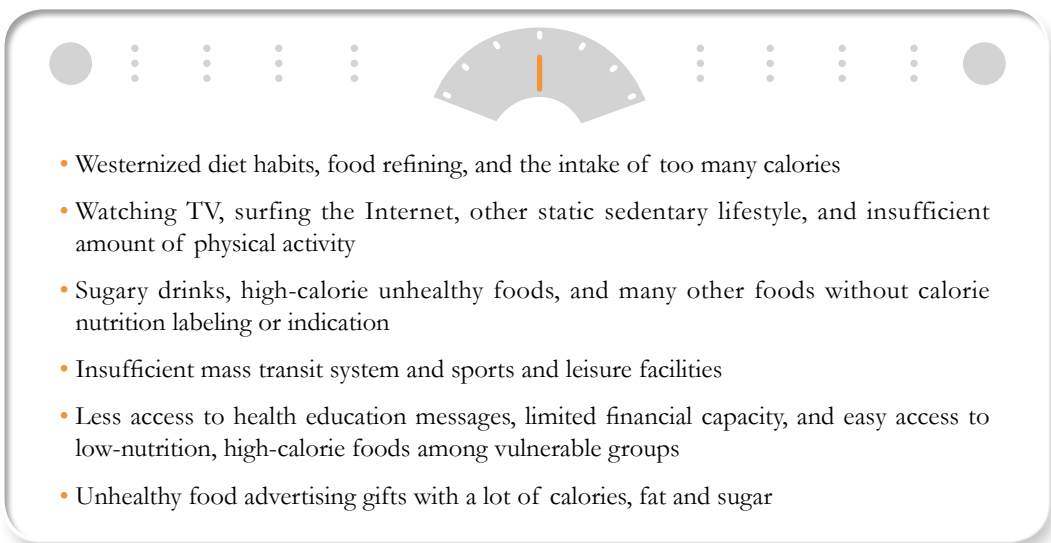 • Westernized diet habits, food refining, and the intake of too many calories
• Watching TV, surfing the Internet, other static sedentary lifestyle, and insufficient
amount of physical activity
• Sugary drinks, high-calorie unhealthy foods, and many other foods without calorie
nutrition labeling or indication
• Insufficient mass transit system and sports and leisure facilities
• Less access to health education messages, limited financial capacity, and easy access to
low-nutrition, high-calorie foods among vulnerable groups
• Unhealthy food advertising gifts with a lot of calories, fat and sugar